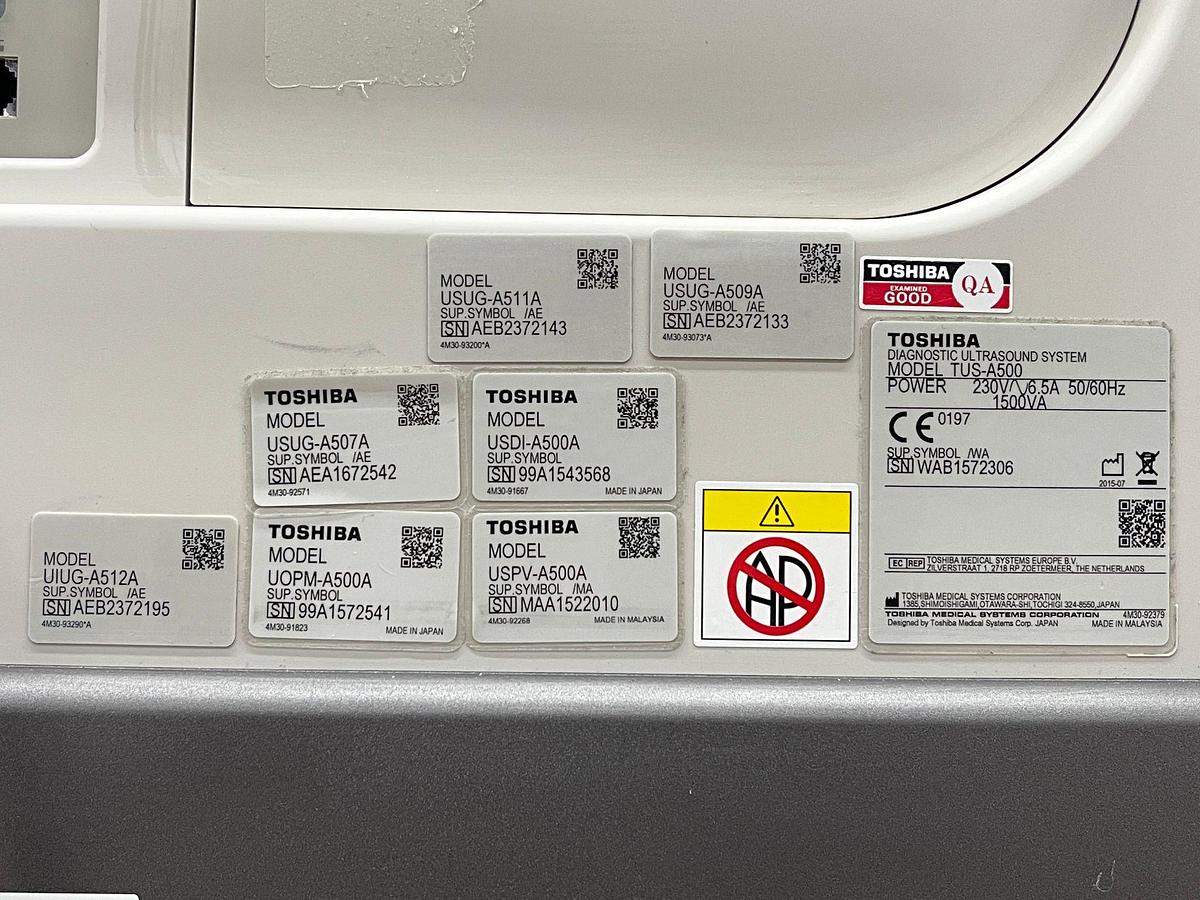 MODEL
USUG-A511A
SUP.SYMBOL /AE
SN AEB2372143
4M30-93200*A
MODEL
USUG-A509A
SUP.SYMBOL /AE
SN AEB2372133
4M30-93073*A
TOSHIBA
EXAMINED
GOOD
QA
TOSHIBA
MODEL
USUG-A507A
SUP.SYMBOL /AE
SN AEA1672542
4M30-92571
TOSHIBA
MODEL
USDI-A500A
SUP.SYMBOL
SN 99A1543568
4M30-91667 MADE IN JAPAN
TOSHIBA
DIAGNOSTIC ULTRASOUND SYSTEM
MODEL TUS-A500
POWER 230V∿6.5A 50/60Hz
1500VA
CE 0197
SUP.SYMBOL /WA
SN WAB1572306
2015-07
EC REP TOSHIBA MEDICAL SYSTEMS EUROPE B.V.
ZILVERSTRAAT 1, 2718 RP ZOETERMEER, THE NETHERLANDS
TOSHIBA MEDICAL SYSTEMS CORPORATION
1385,SHIMOISHIGAMI,OTAWARA-SHI,TOCHIGI 324-8550,JAPAN
TOSHIBA MEDICAL SYSTEMS CORPORATION 4M30-92379
Designed by Toshiba Medical Systems Corp. JAPAN MADE IN MALAYSIA
MODEL
UIUG-A512A
SUP.SYMBOL /AE
SN AEB2372195
4M30-93290*A
TOSHIBA
MODEL
UOPM-A500A
SUP.SYMBOL
SN 99A1572541
4M30-91823 MADE IN JAPAN
TOSHIBA
MODEL
USPV-A500A
SUP.SYMBOL /MA
SN MAA1522010
4M30-92268 MADE IN MALAYSIA
AP